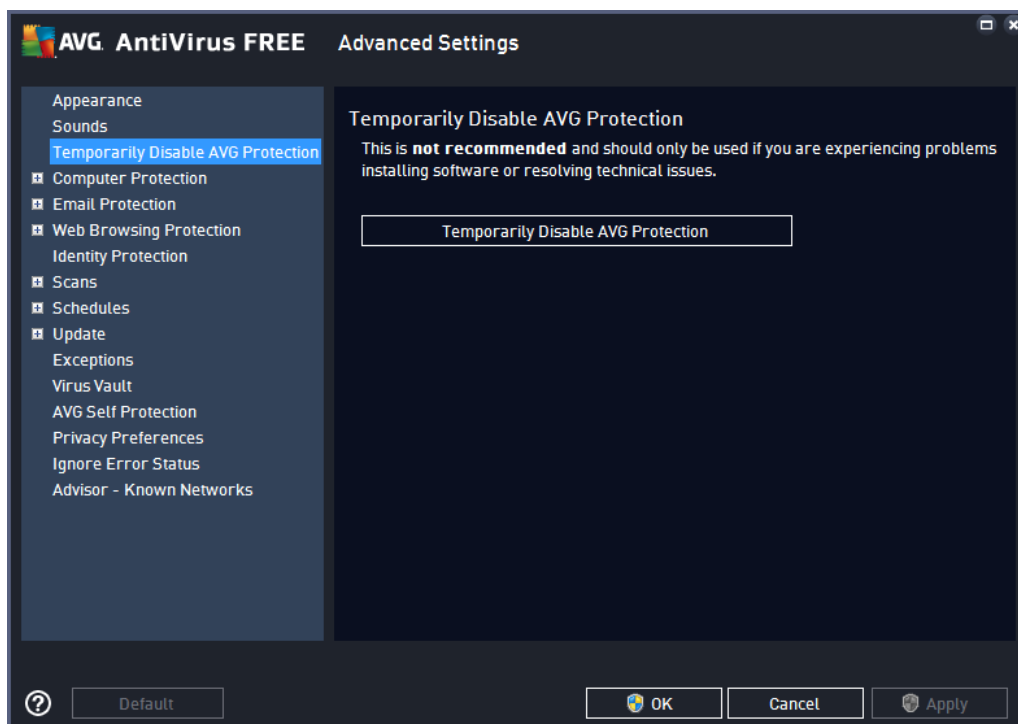 AVG. AntiVirus FREE
Advanced Settings
Appearance
Sounds
Temporarily Disable AVG Protection
Computer Protection
Email Protection
Web Browsing Protection
Identity Protection
Scans
Schedules
Update
Exceptions
Virus Vault
AVG Self Protection
Privacy Preferences
Ignore Error Status
Advisor - Known Networks
Temporarily Disable AVG Protection
This is not recommended and should only be used if you are experiencing problems
installing software or resolving technical issues.
Temporarily Disable AVG Protection
Default
OK
Cancel
Apply